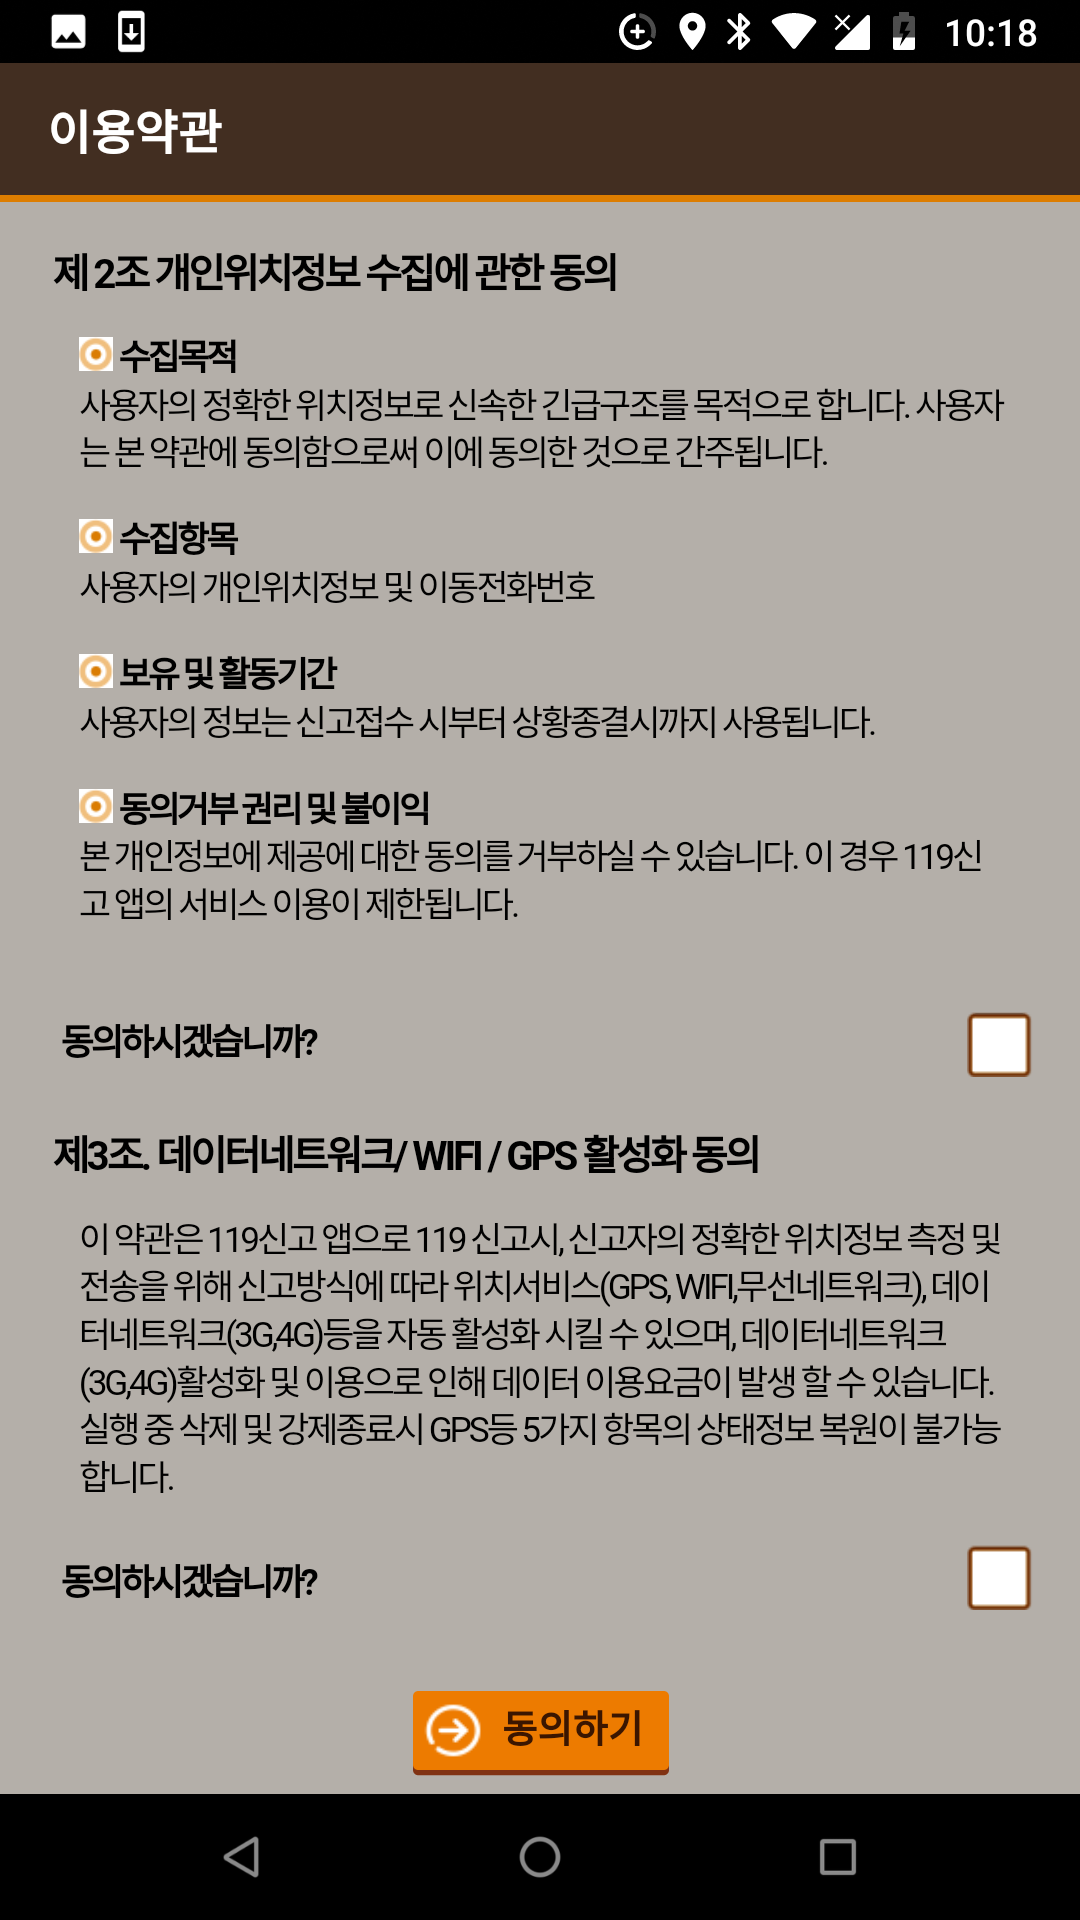 10:18
이용약관
제 2조 개인위치정보 수집에 관한 동의
수집목적
사용자의 정확한 위치정보로 신속한 긴급구조를 목적으로 합니다. 사용자
는 본 약관에 동의함으로써 이에 동의한 것으로 간주됩니다.
수집항목
사용자의 개인위치정보 및 이동전화번호
보유 및 활동기간
사용자의 정보는 신고접수 시부터 상황종결시까지 사용됩니다.
동의거부 권리 및 불이익
본 개인정보에 제공에 대한 동의를 거부하실 수 있습니다. 이 경우 119신
고 앱의 서비스 이용이 제한됩니다.
동의하시겠습니까?
제3조. 데이터네트워크/ WIFI / GPS 활성화 동의
이 약관은 119신고 앱으로 119 신고시, 신고자의 정확한 위치정보 측정 및
전송을 위해 신고방식에 따라 위치서비스(GPS, WIFI,무선네트워크), 데이
터네트워크(3G,4G)등을 자동 활성화 시킬 수 있으며, 데이터네트워크
(3G,4G)활성화 및 이용으로 인해 데이터 이용요금이 발생 할 수 있습니다.
실행 중 삭제 및 강제종료시 GPS등 5가지 항목의 상태정보 복원이 불가능
합니다.
동의하시겠습니까?
동의하기